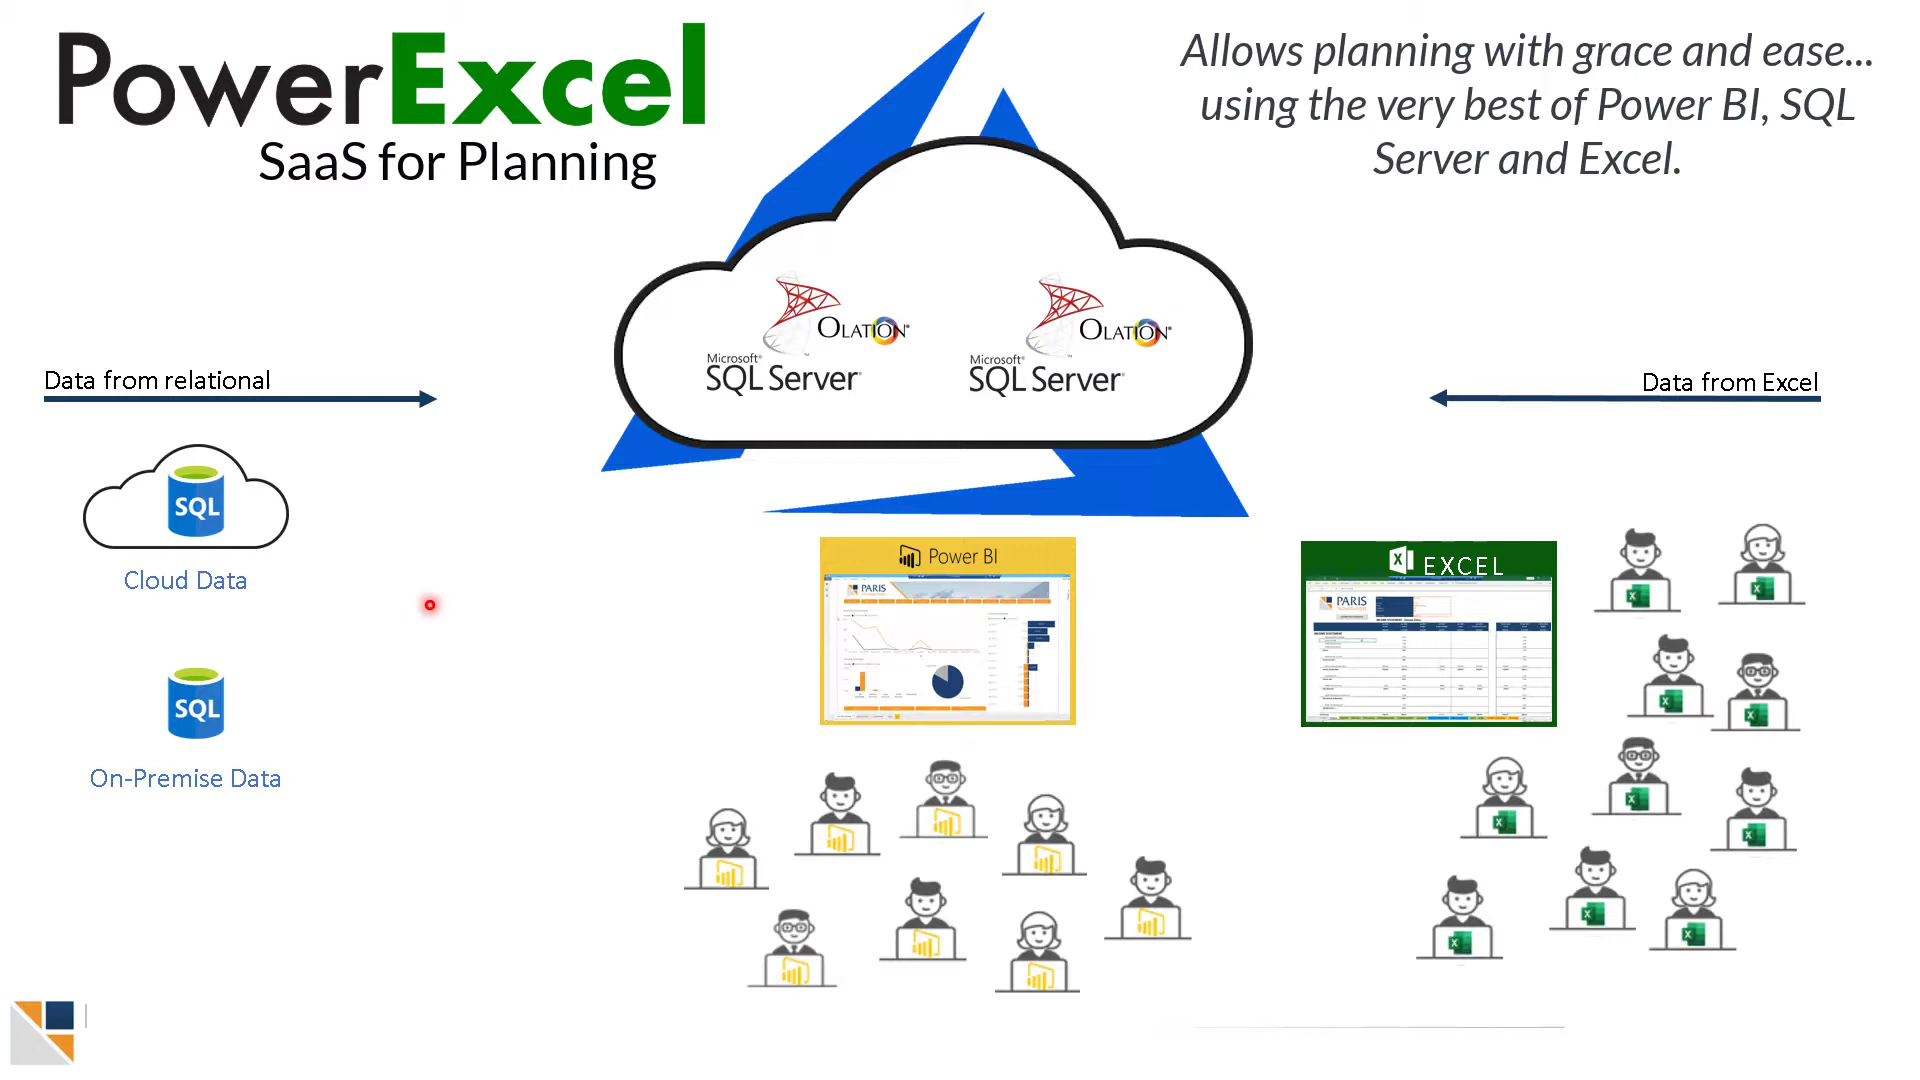 PowerExcel
SaaS for Planning
Allows planning with grace and ease...
using the very best of Power BI, SQL
Server and Excel.
OLATION®
Microsoft®
SQL Server
OLATION®
Microsoft®
SQL Server
Data from relational
Data from Excel
SQL
Cloud Data
SQL
On-Premise Data
Power BI
PARIS
EXCEL
PARIS
INCOME STATEMENT